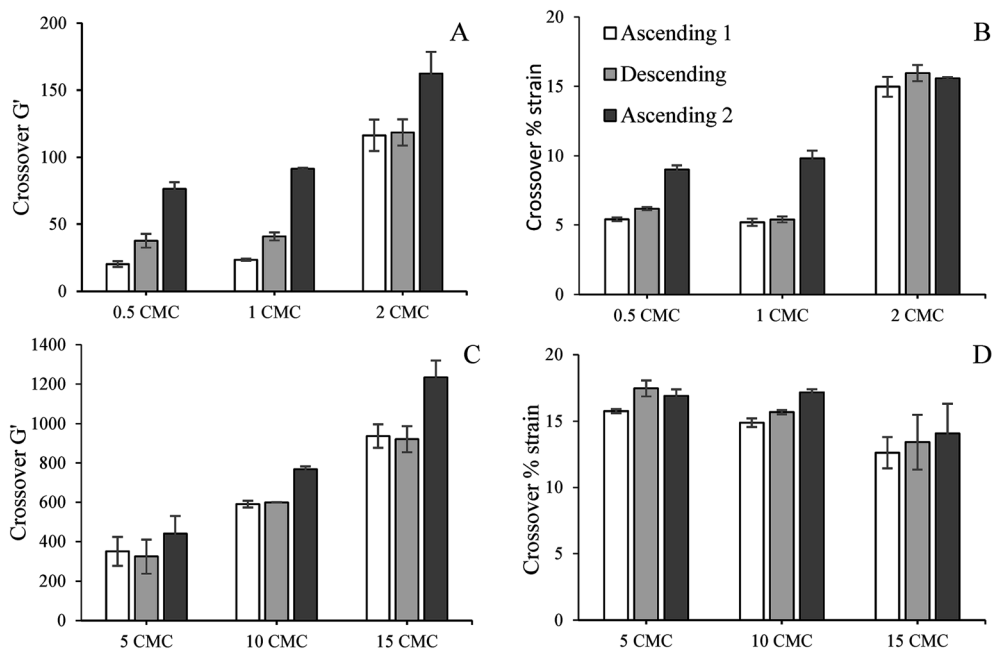 A
Crossover G'
200
150
100
50
0
0.5 CMC
1 CMC
2 CMC
B
Crossover % strain
20
15
10
5
0
Ascending 1
Descending
Ascending 2
0.5 CMC
1 CMC
2 CMC
C
Crossover G'
1400
1200
1000
800
600
400
200
0
5 CMC
10 CMC
15 CMC
D
Crossover % strain
20
15
10
5
0
5 CMC
10 CMC
15 CMC